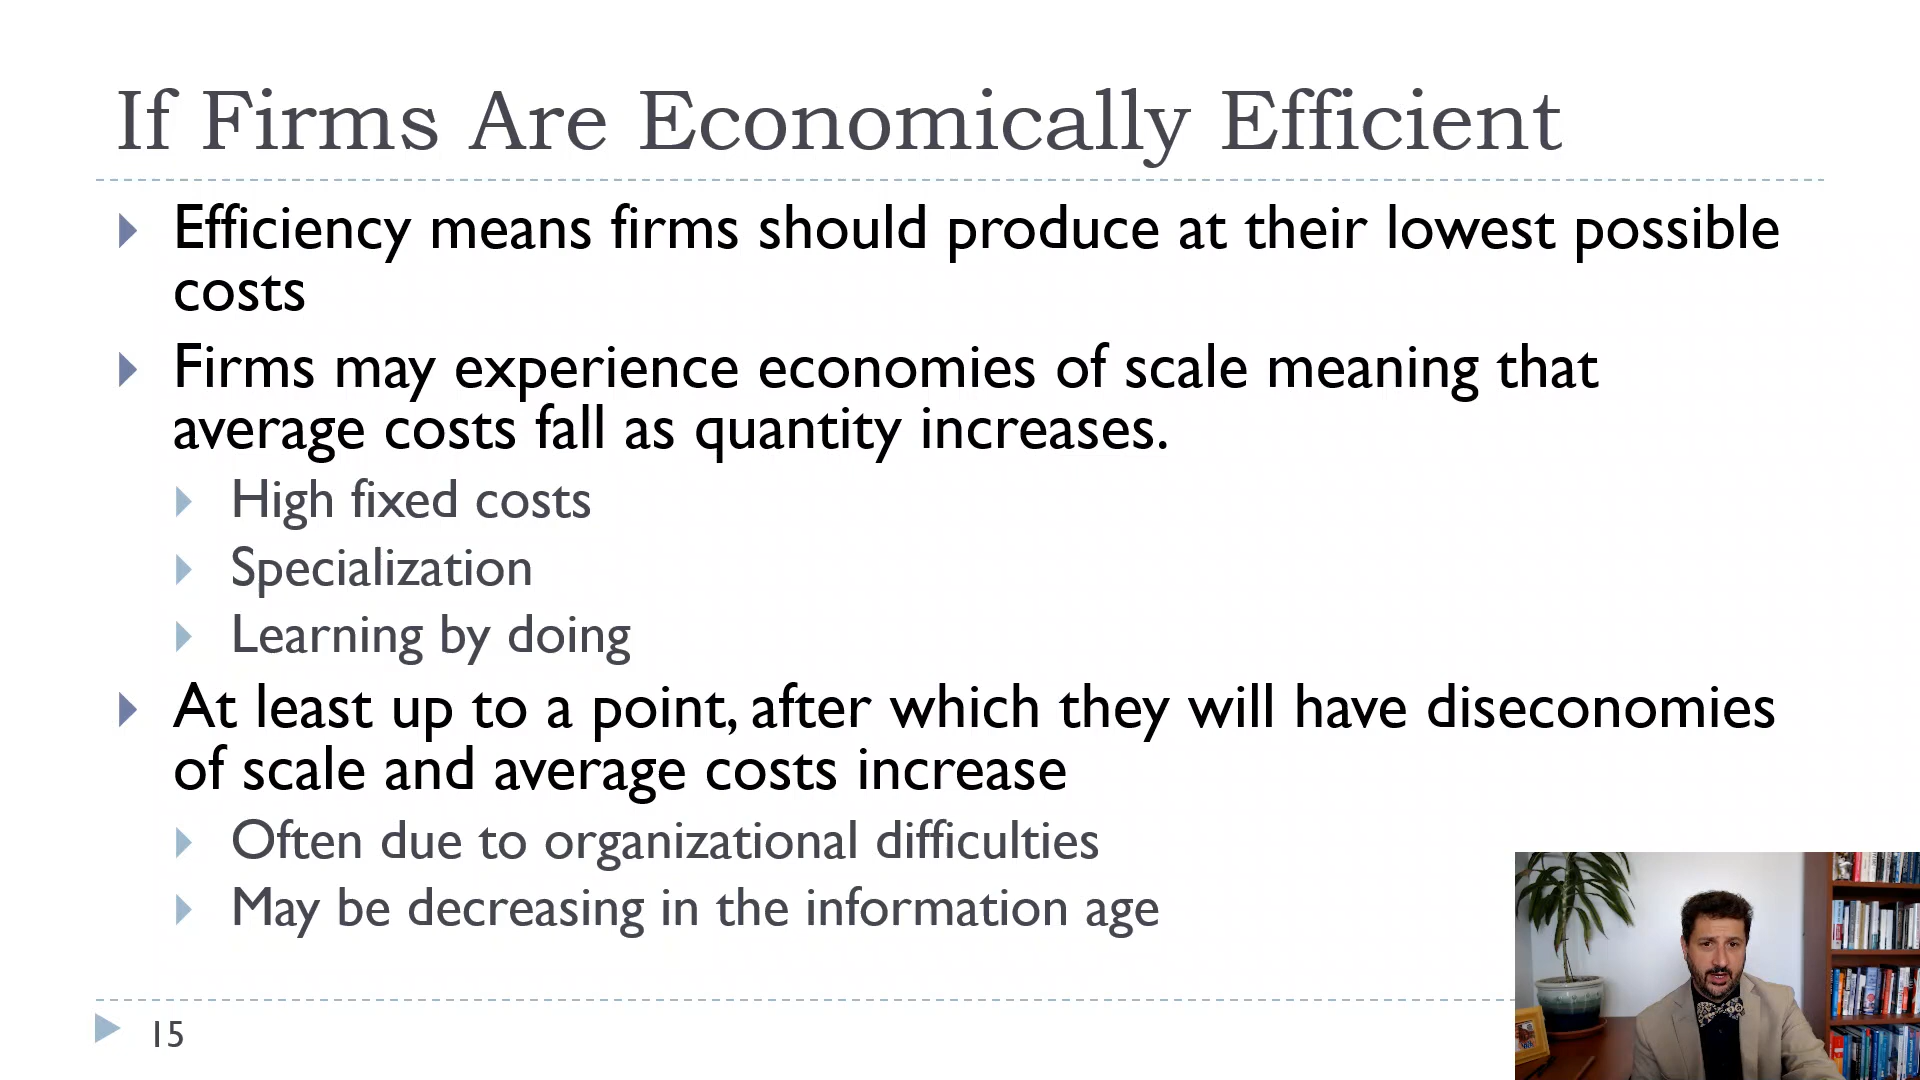 If Firms Are Economically Efficient
Efficiency means firms should produce at their lowest possible
costs
Firms may experience economies of scale meaning that
average costs fall as quantity increases.
High fixed costs
Specialization
Learning by doing
At least up to a point, after which they will have diseconomies
of scale and average costs increase
Often due to organizational difficulties
May be decreasing in the information age
15